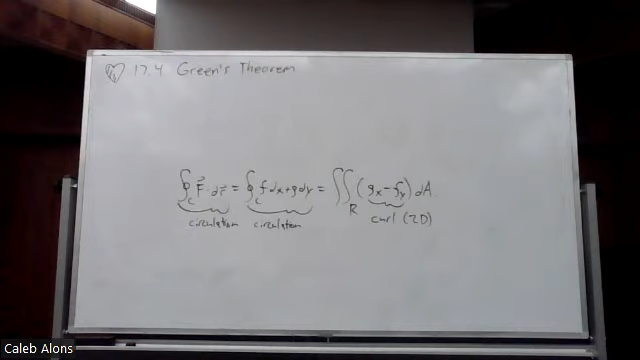 ♡ 17.4 Green's Theorem
∮_C F⃗ · dr⃗ = ∮_C f dx + g dy = ∬_R (g_x - f_y) dA
circulation circulation curl (2D)
Caleb Alons